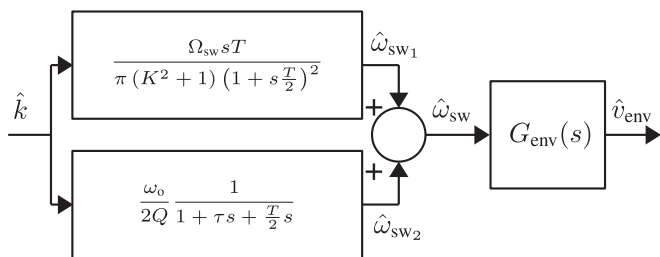 k̂
Ω_sw sT / π (K² + 1) (1 + s T/2)²
ω̂_sw₁
+
ω̂_sw
G_env(s)
v̂_env
+
ω_o / 2Q 1 / 1 + τs + T/2 s
ω̂_sw₂